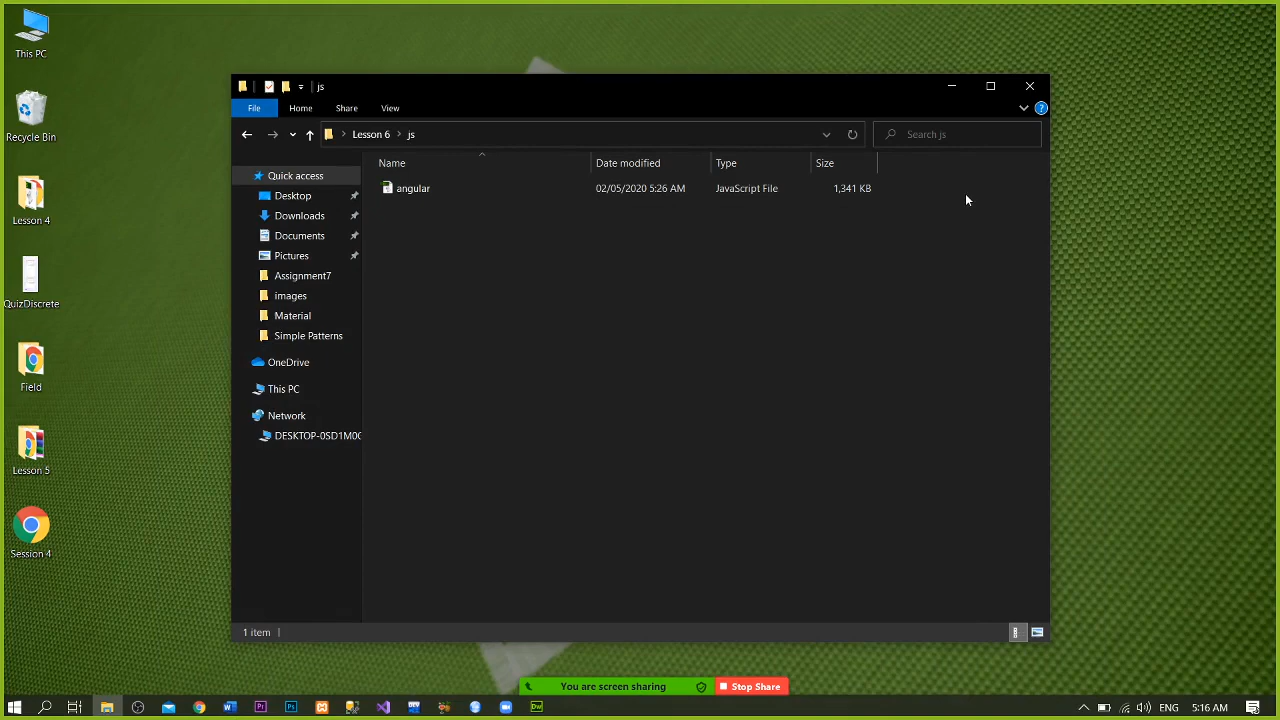 This PC
Recycle Bin
Lesson 4
QuizDiscrete
Field
Lesson 5
Session 4
js
File
Home
Share
View
Lesson 6
js
Search js
Name
Date modified
Type
Size
angular
02/05/2020 5:26 AM
JavaScript File
1,341 KB
Quick access
Desktop
Downloads
Documents
Pictures
Assignment7
images
Material
Simple Patterns
OneDrive
This PC
Network
DESKTOP-0SD1M0
1 item
You are screen sharing
Stop Share
ENG
5:16 AM